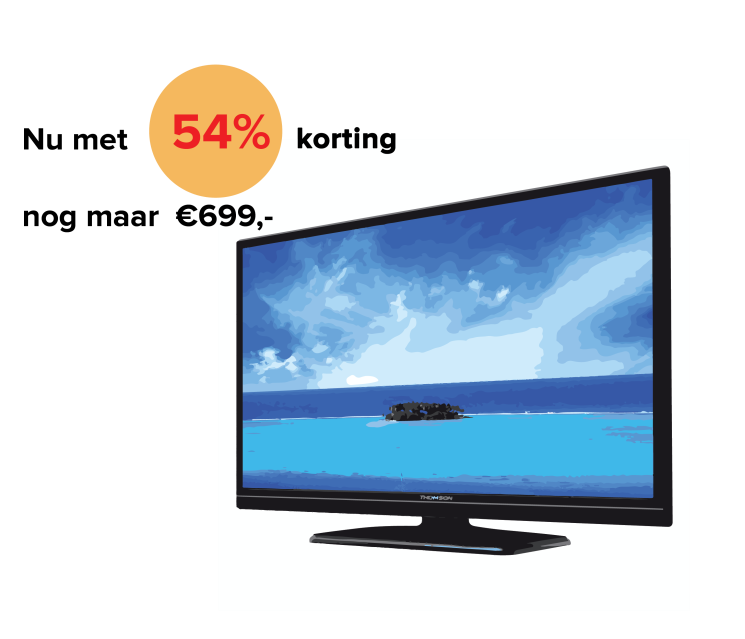 Nu met 54% korting
nog maar €699,-
THOMSON